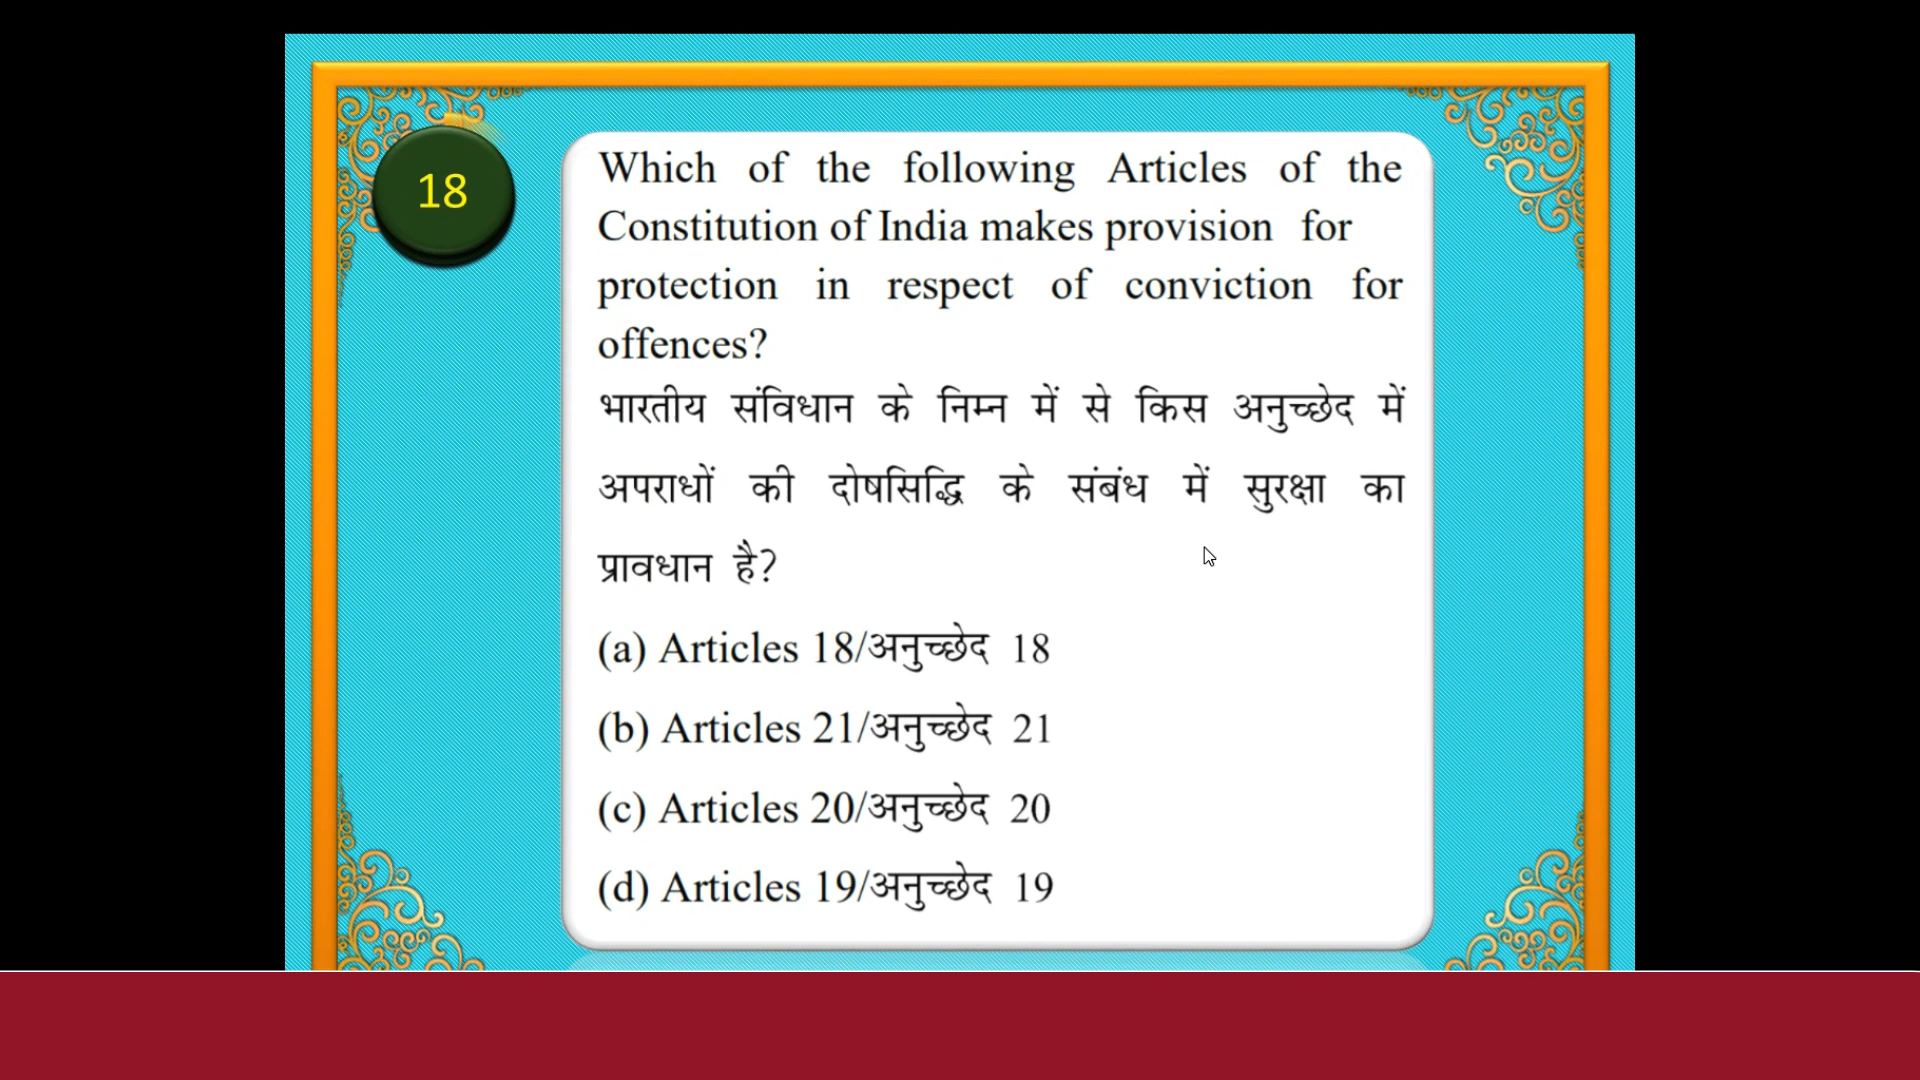 18
Which of the following Articles of the
Constitution of India makes provision for
protection in respect of conviction for
offences?
भारतीय संविधान के निम्न में से किस अनुच्छेद में
अपराधों की दोषसिद्धि के संबंध में सुरक्षा का
प्रावधान है?
(a) Articles 18/अनुच्छेद 18
(b) Articles 21/अनुच्छेद 21
(c) Articles 20/अनुच्छेद 20
(d) Articles 19/अनुच्छेद 19